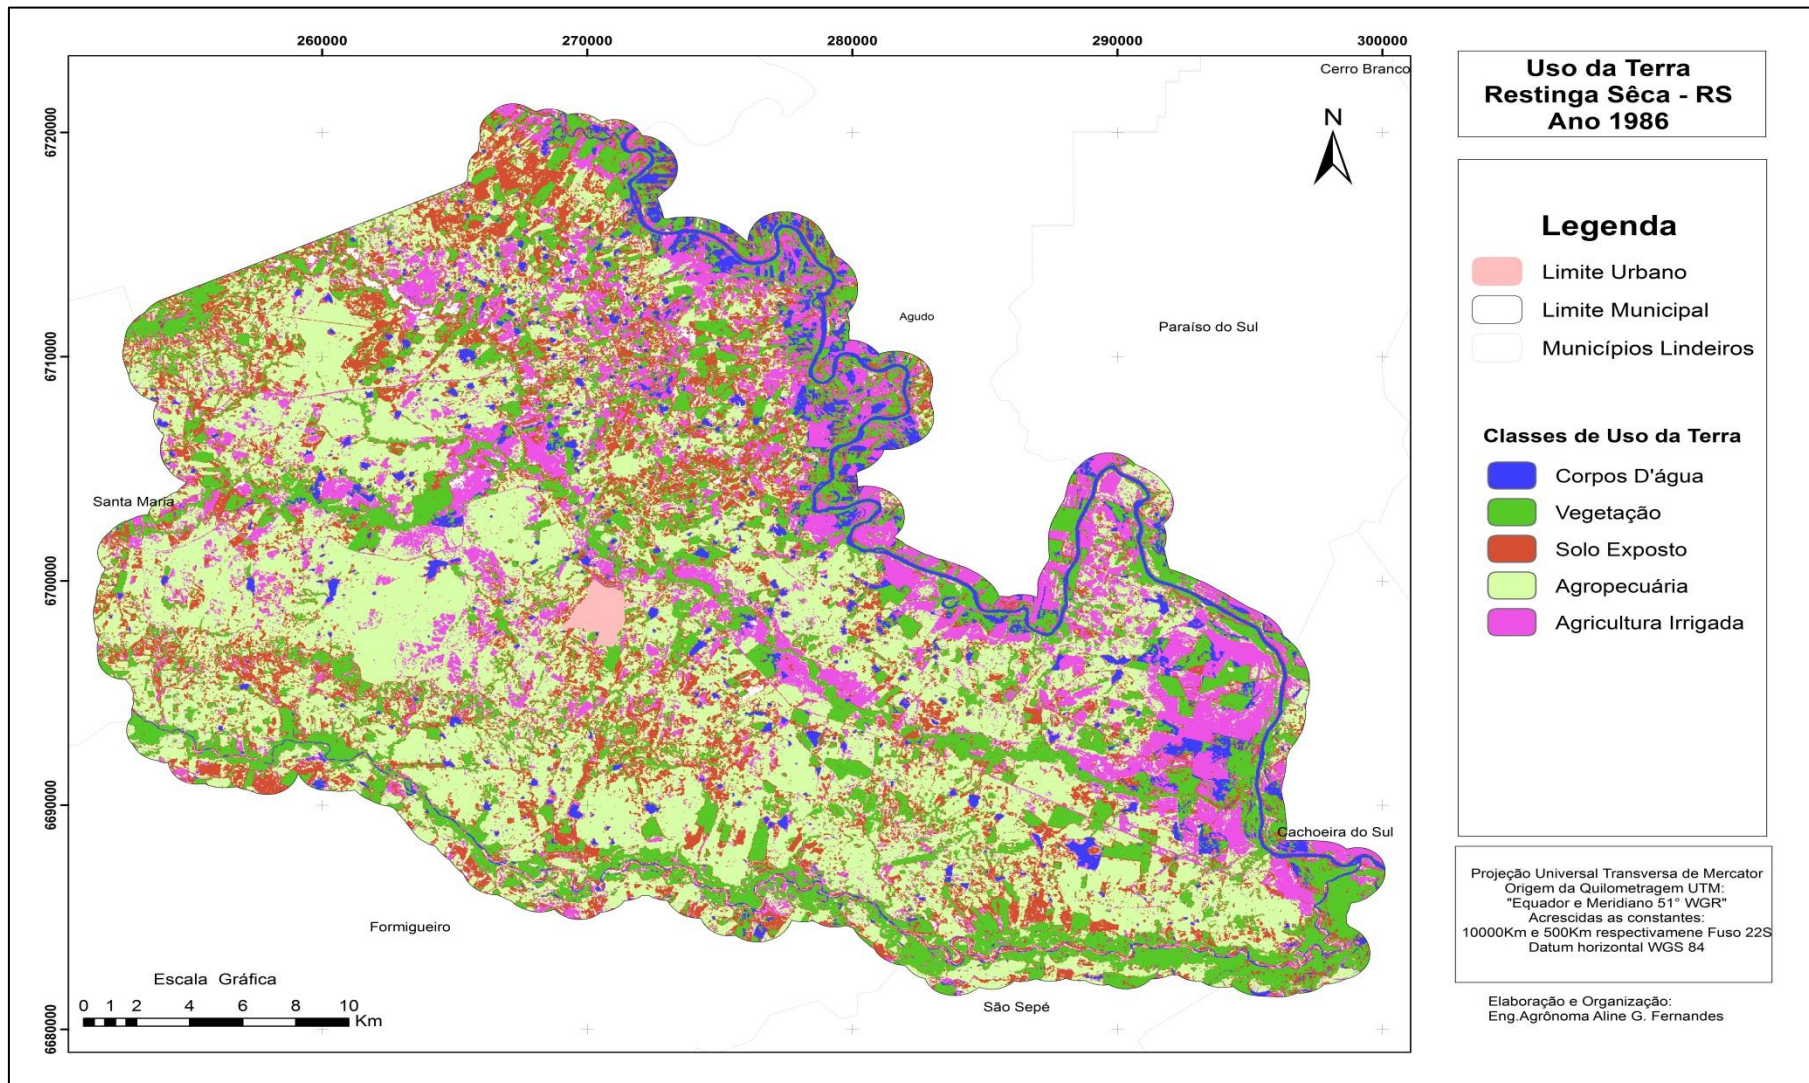 260000
270000
280000
290000
300000
Cerro Branco
N
6720000
6710000
6700000
6690000
6680000
Agudo
Paraíso do Sul
Santa Maria
Cachoeira do Sul
Formigueiro
São Sepé
Escala Gráfica
0 1 2 4 6 8 10
Km
Uso da Terra
Restinga Sêca - RS
Ano 1986
Legenda
Limite Urbano
Limite Municipal
Municípios Lindeiros
Classes de Uso da Terra
Corpos D'água
Vegetação
Solo Exposto
Agropecuária
Agricultura Irrigada
Projeção Universal Transversa de Mercator
Origem da Quilometragem UTM:
"Equador e Meridiano 51° WGR"
Acrescidas as constantes:
10000Km e 500Km respectivamene Fuso 22S
Datum horizontal WGS 84
Elaboração e Organização:
Eng.Agrônoma Aline G. Fernandes